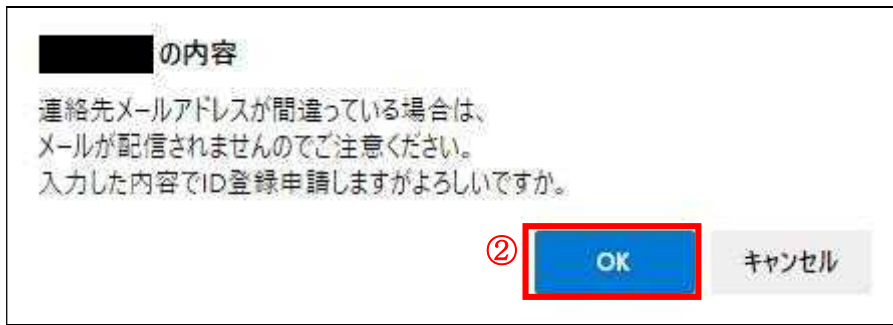 の内容
連絡先メールアドレスが間違っている場合は、
メールが配信されませんのでご注意ください。
入力した内容でID登録申請しますがよろしいですか。
② OK キャンセル